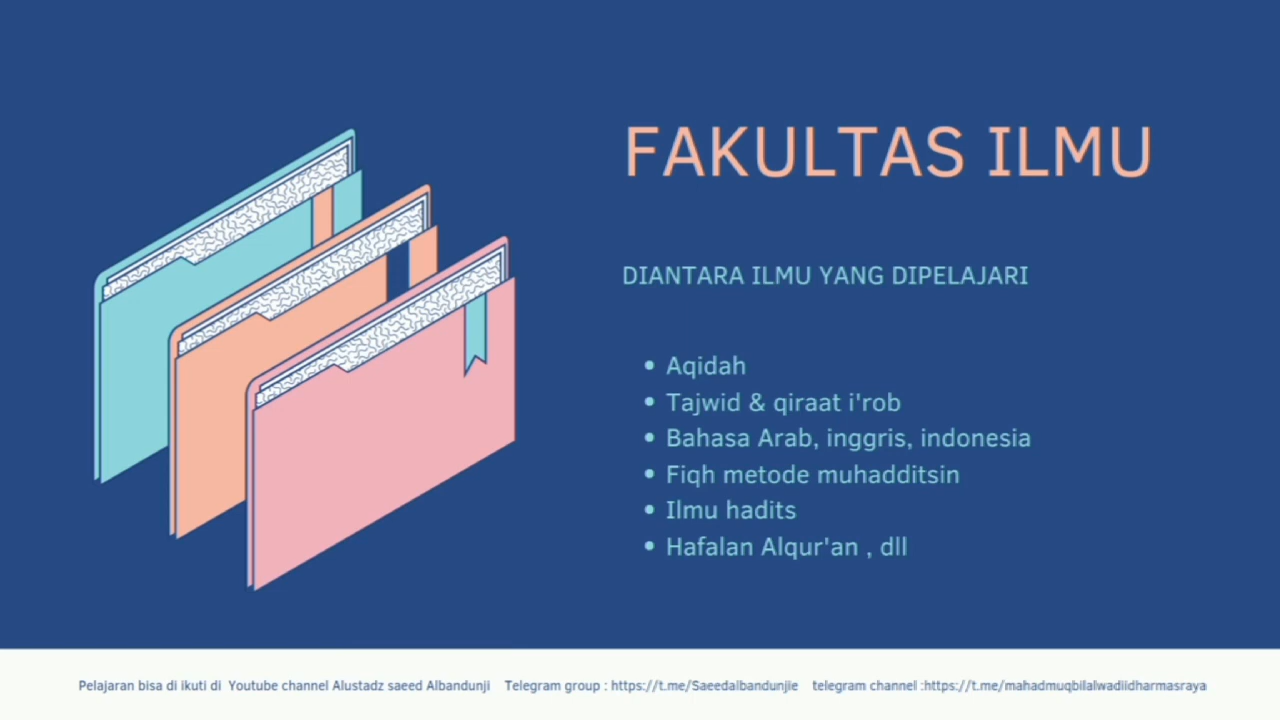 FAKULTAS ILMU
DIANTARA ILMU YANG DIPELAJARI
• Aqidah
• Tajwid & qiraat i'rob
• Bahasa Arab, inggris, indonesia
• Fiqh metode muhadditsin
• Ilmu hadits
• Hafalan Alqur'an , dll
Pelajaran bisa di ikuti di Youtube channel Alustadz saeed Albandunji Telegram group : https://t.me/Saeedalbandunjie telegram channel :https://t.me/mahadmuqbilalwadiidharmasraya